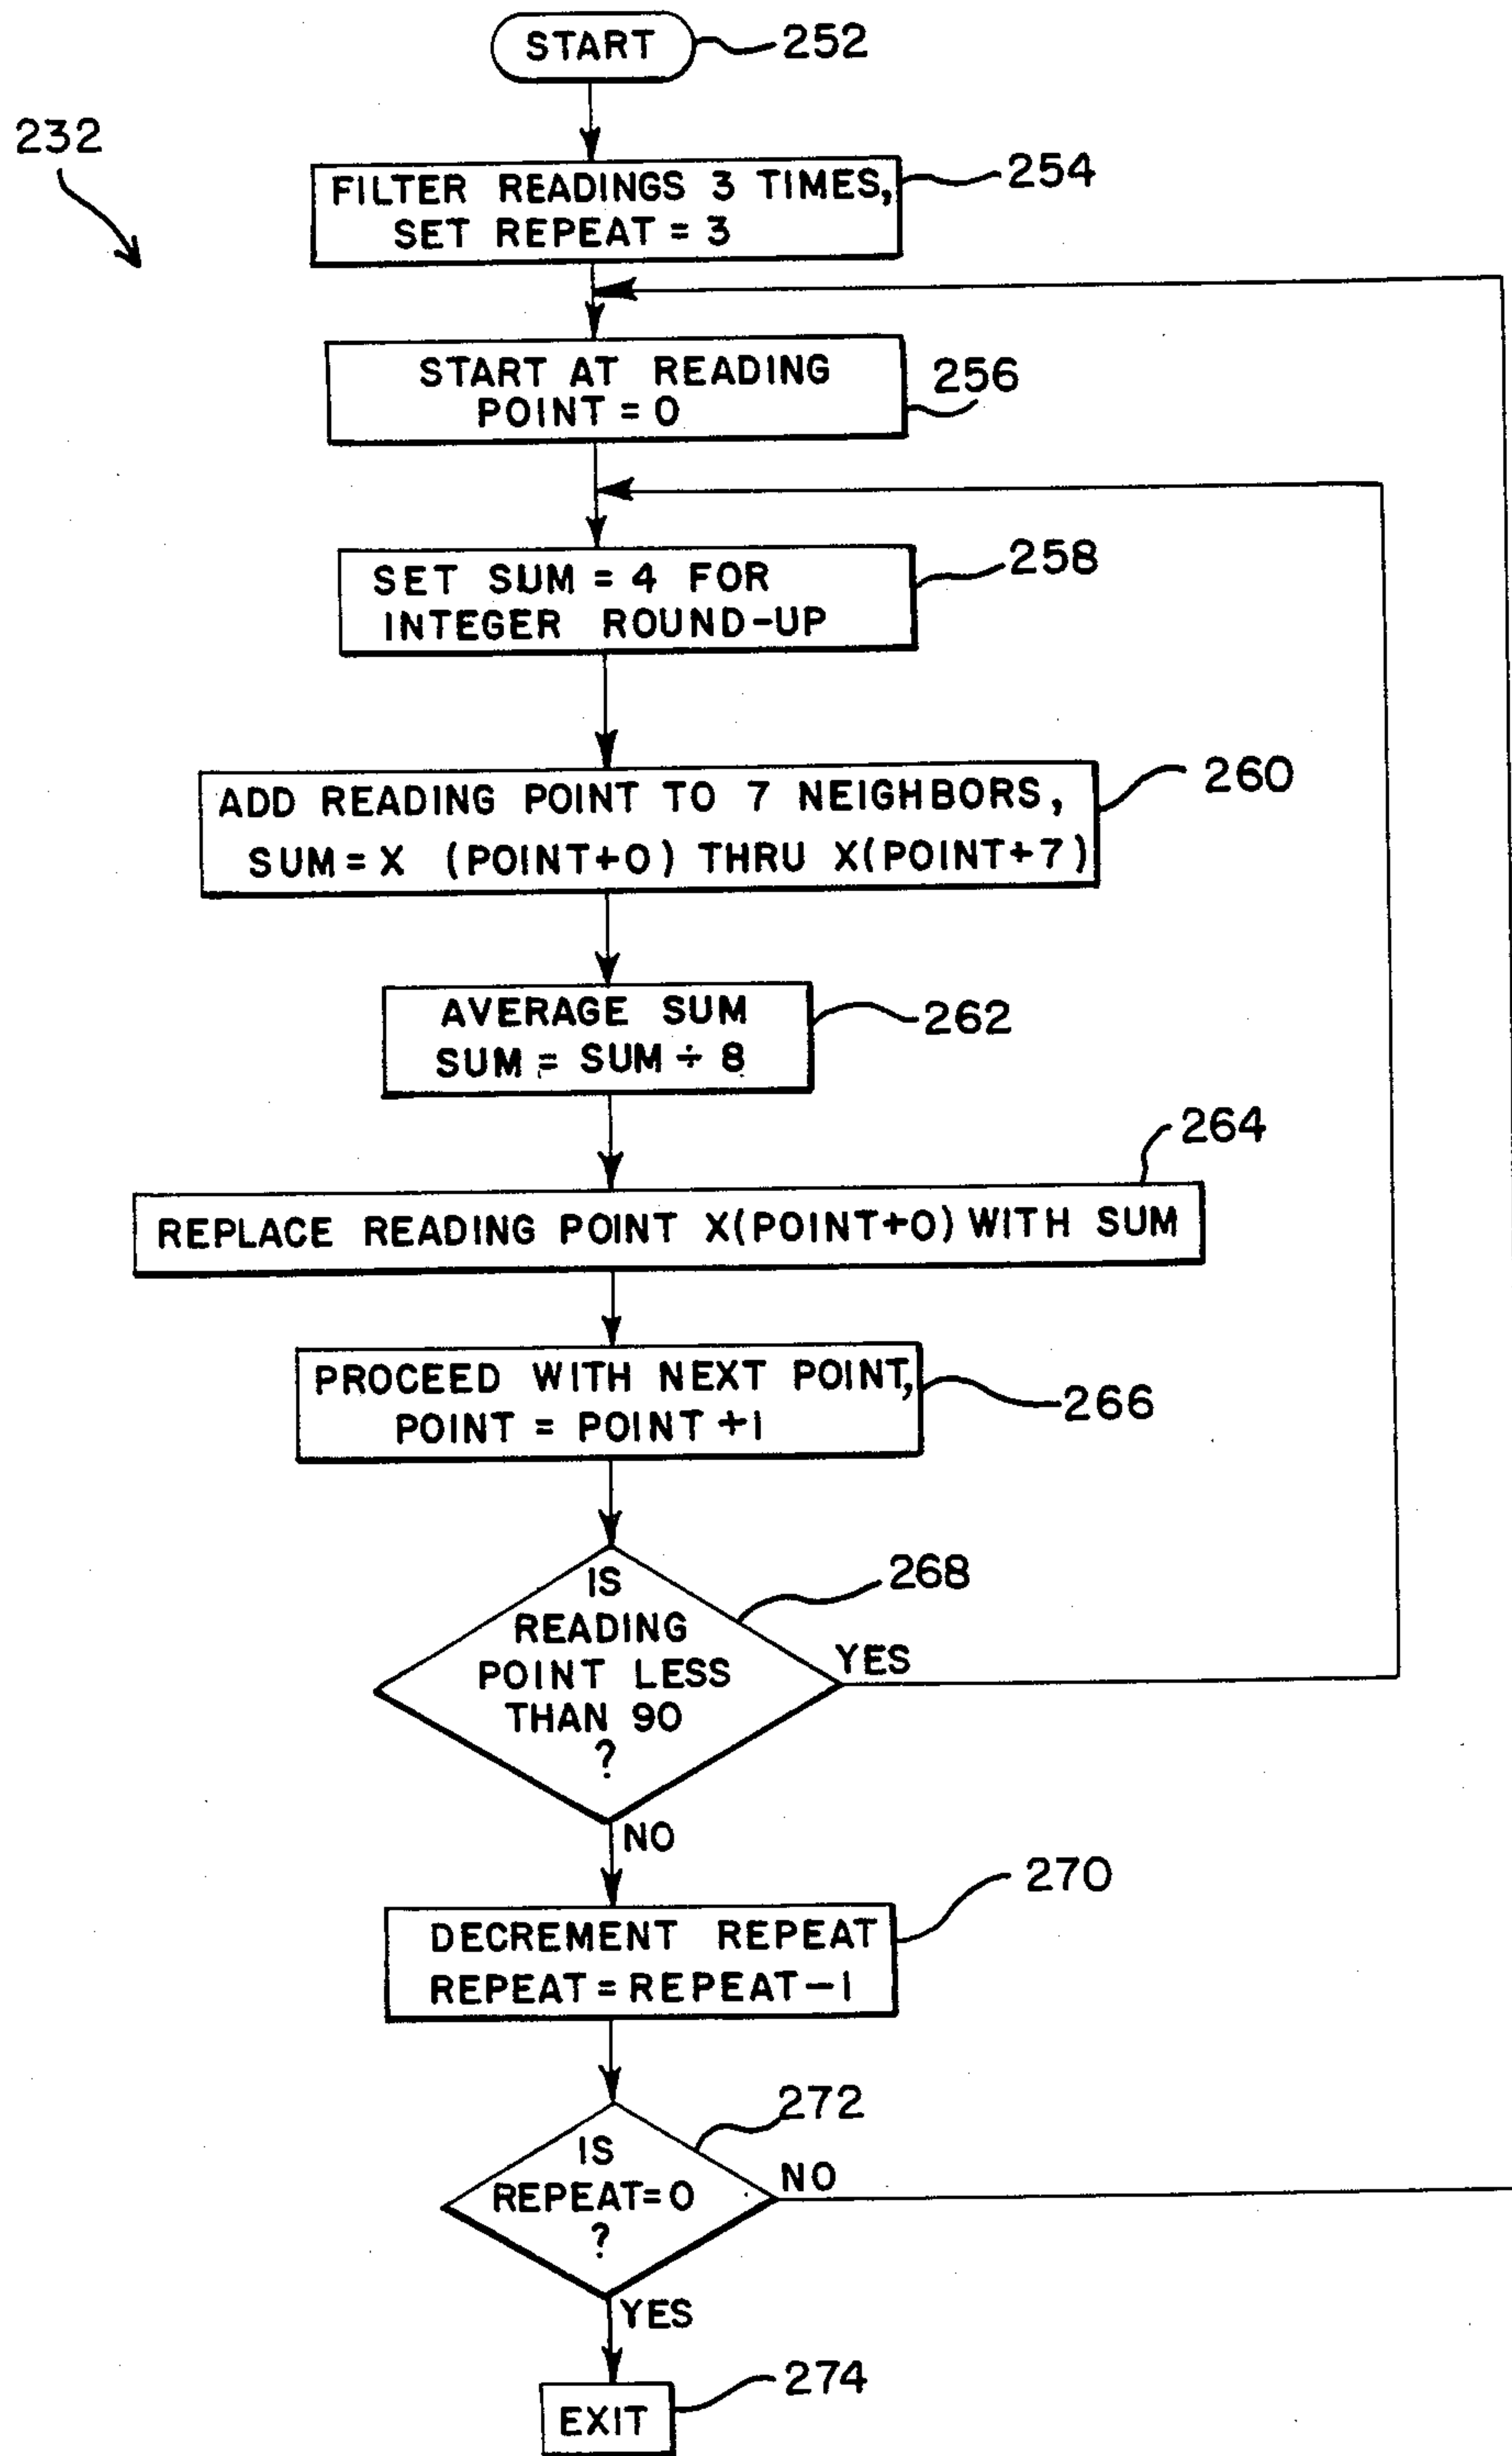 START
252
232
FILTER READINGS 3 TIMES,
SET REPEAT = 3
254
START AT READING
POINT = 0
256
SET SUM = 4 FOR
INTEGER ROUND-UP
258
ADD READING POINT TO 7 NEIGHBORS,
SUM = X (POINT+0) THRU X(POINT+7)
260
AVERAGE SUM
SUM = SUM ÷ 8
262
264
REPLACE READING POINT X(POINT+0) WITH SUM
PROCEED WITH NEXT POINT,
POINT = POINT +1
266
IS
READING
POINT LESS
THAN 90
?
268
YES
NO
DECREMENT REPEAT
REPEAT = REPEAT-1
270
IS
REPEAT=0
?
272
NO
YES
EXIT
274